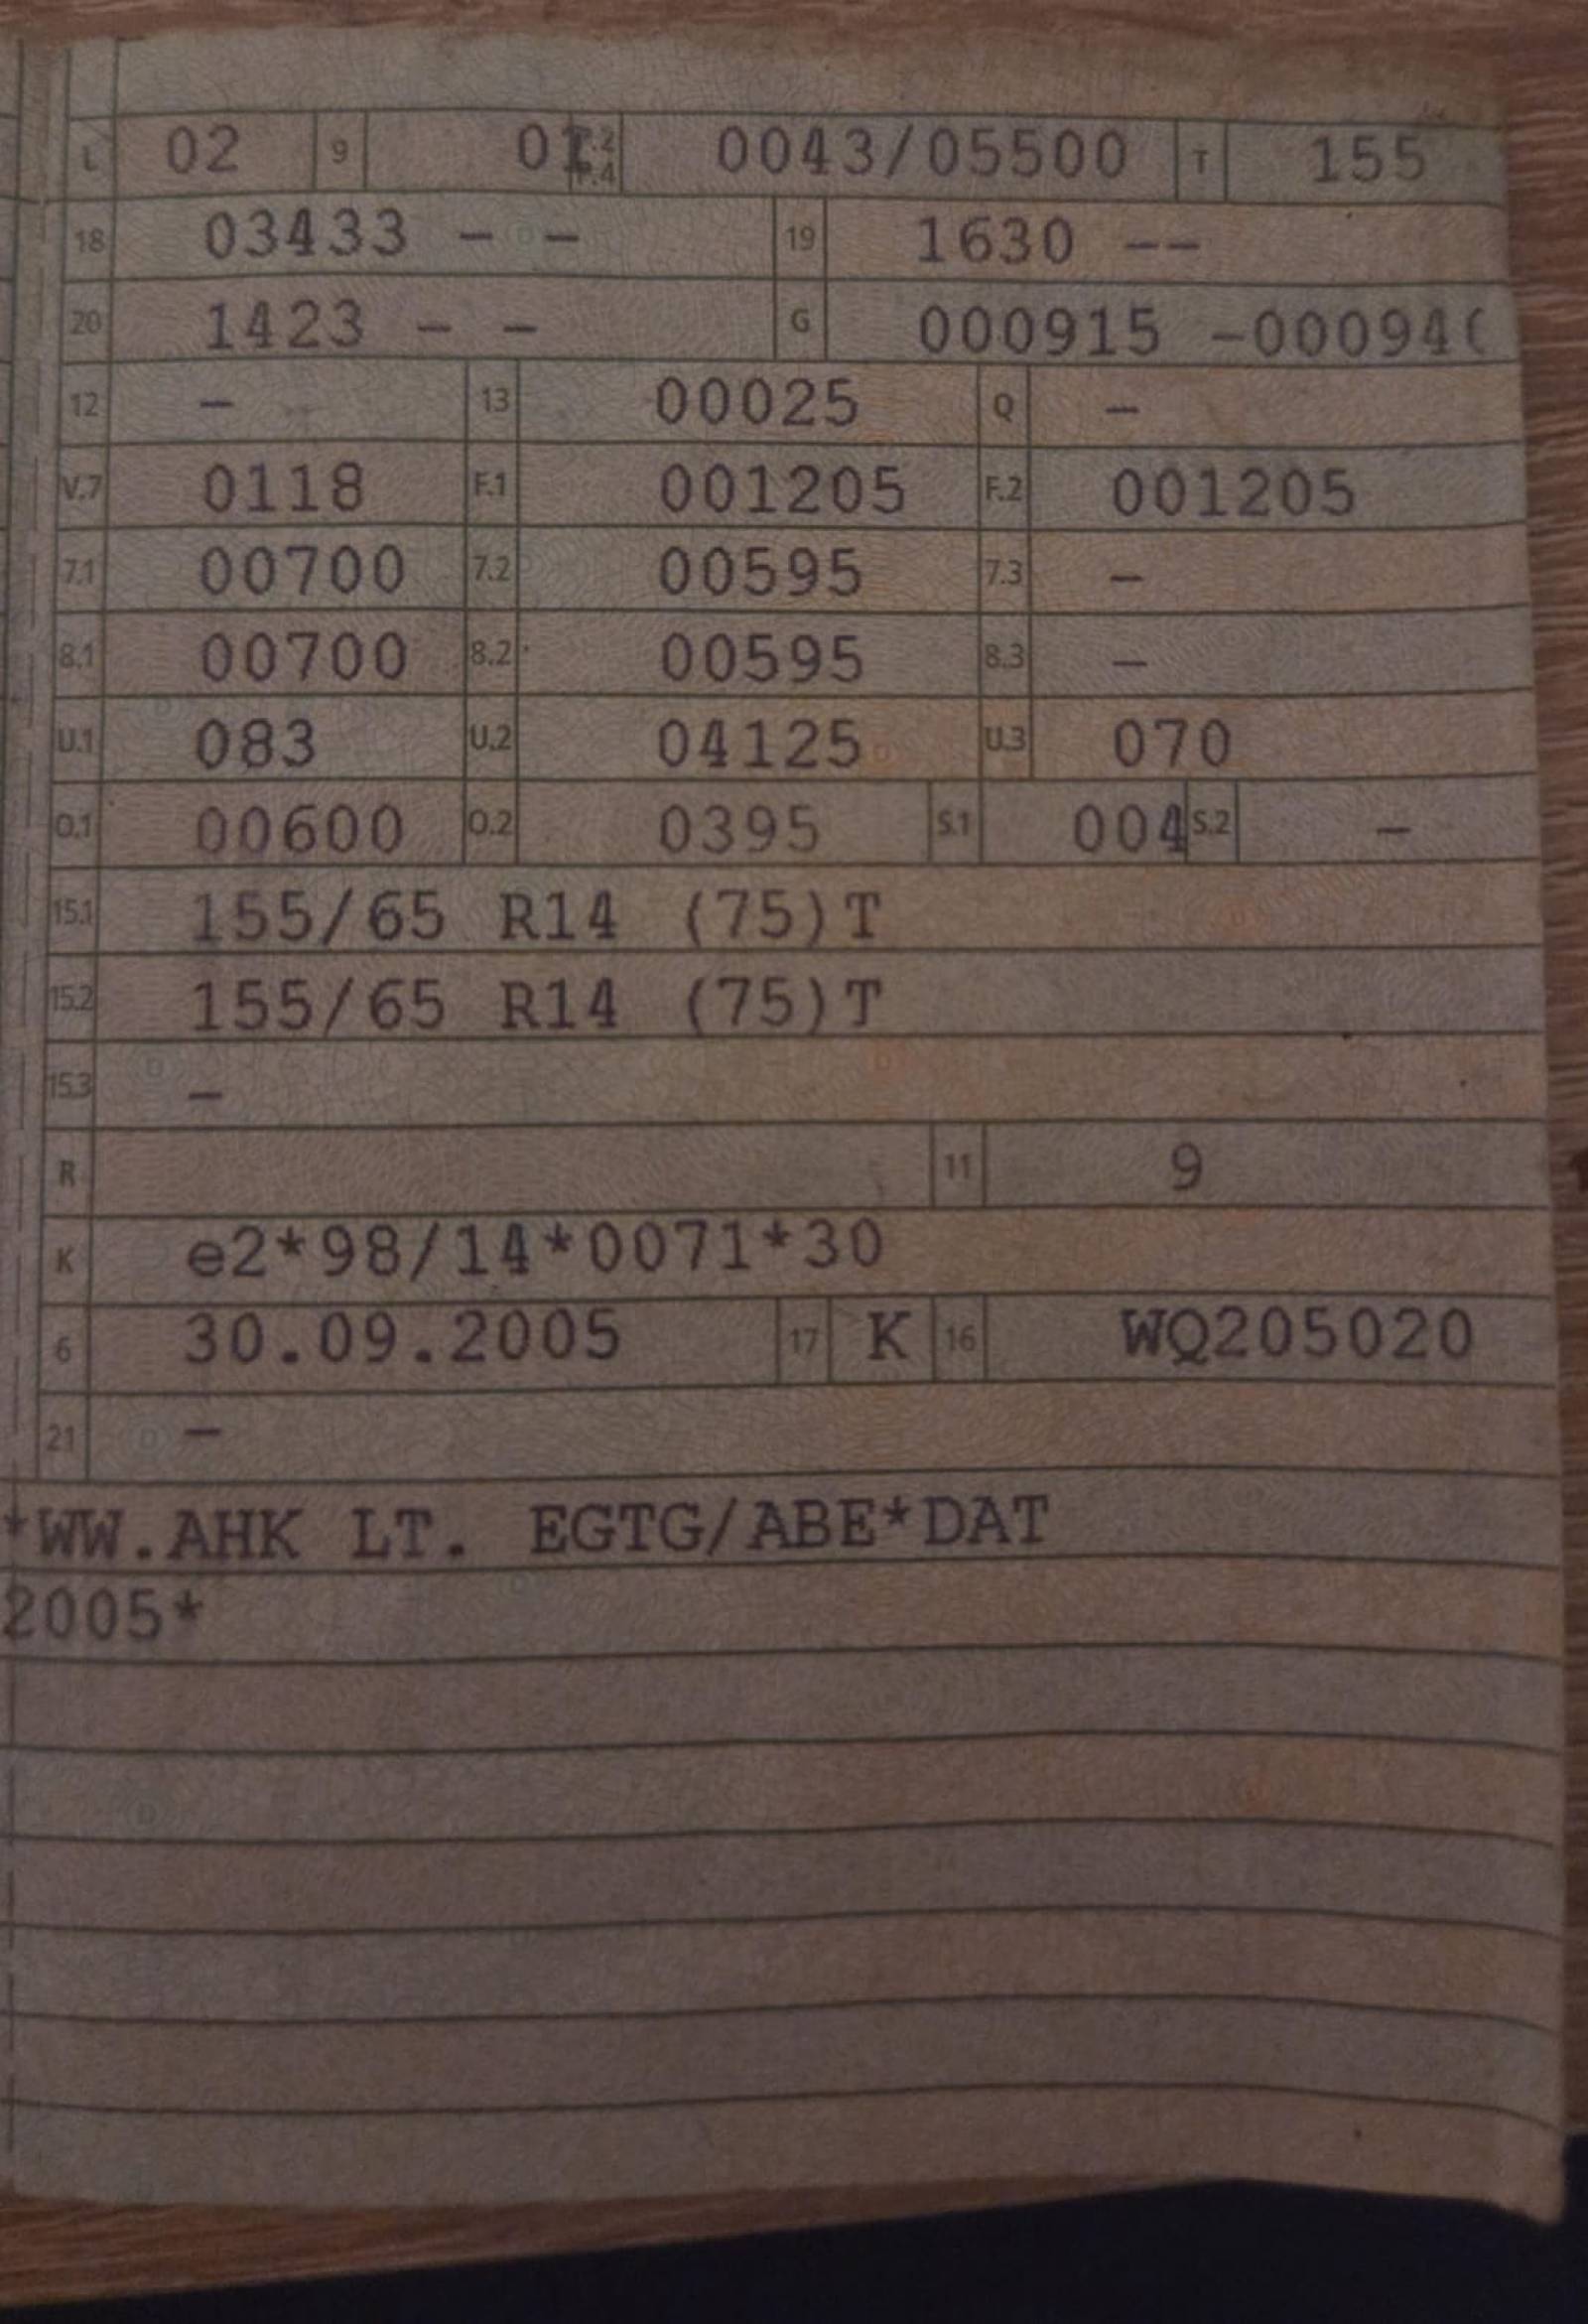 L 02 9 01 P.2 P.4 0043/05500 T 155
18 03433 - - 19 1630 --
20 1423 - - G 000915 -00094
12 - 13 00025 Q -
V.7 0118 F.1 001205 F.2 001205
7.1 00700 7.2 00595 7.3 -
8.1 00700 8.2 00595 8.3 -
U.1 083 U.2 04125 U.3 070
O.1 00600 O.2 0395 S.1 004 S.2 -
15.1 155/65 R14 (75)T
15.2 155/65 R14 (75)T
15.3 -
R 11 9
K e2*98/14*0071*30
6 30.09.2005 17 K 16 WQ205020
21 -
*WW.AHK LT. EGTG/ABE*DAT
2005*